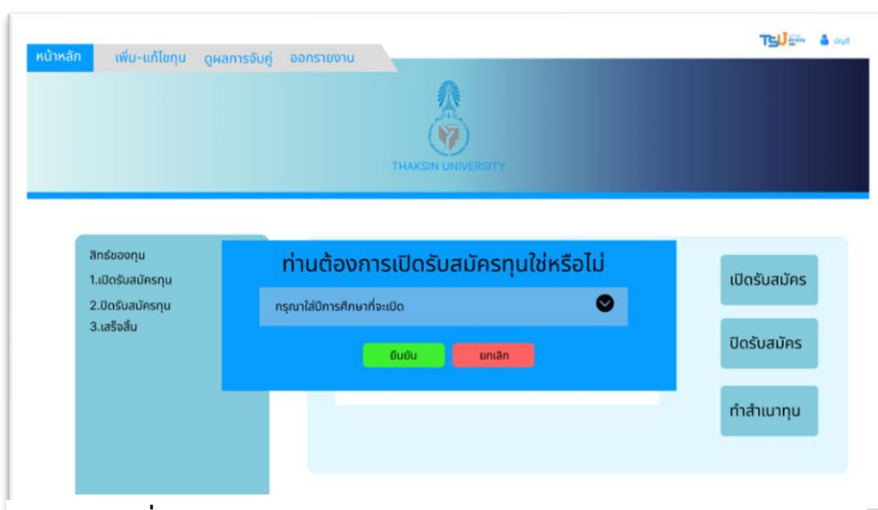 TSU
บัญชี
หน้าหลัก เพิ่ม-แก้ไขทุน ดูผลการจับคู่ ออกรายงาน
THAKSIN UNIVERSITY
สิทธ์ของทุน
1.เปิดรับสมัครทุน
2.ปิดรับสมัครทุน
3.เสร็จสิ้น
ท่านต้องการเปิดรับสมัครทุนใช่หรือไม่
กรุณาใส่ปีการศึกษาที่จะเปิด
ยืนยัน ยกเลิก
เปิดรับสมัคร
ปิดรับสมัคร
ทำสำเนาทุน